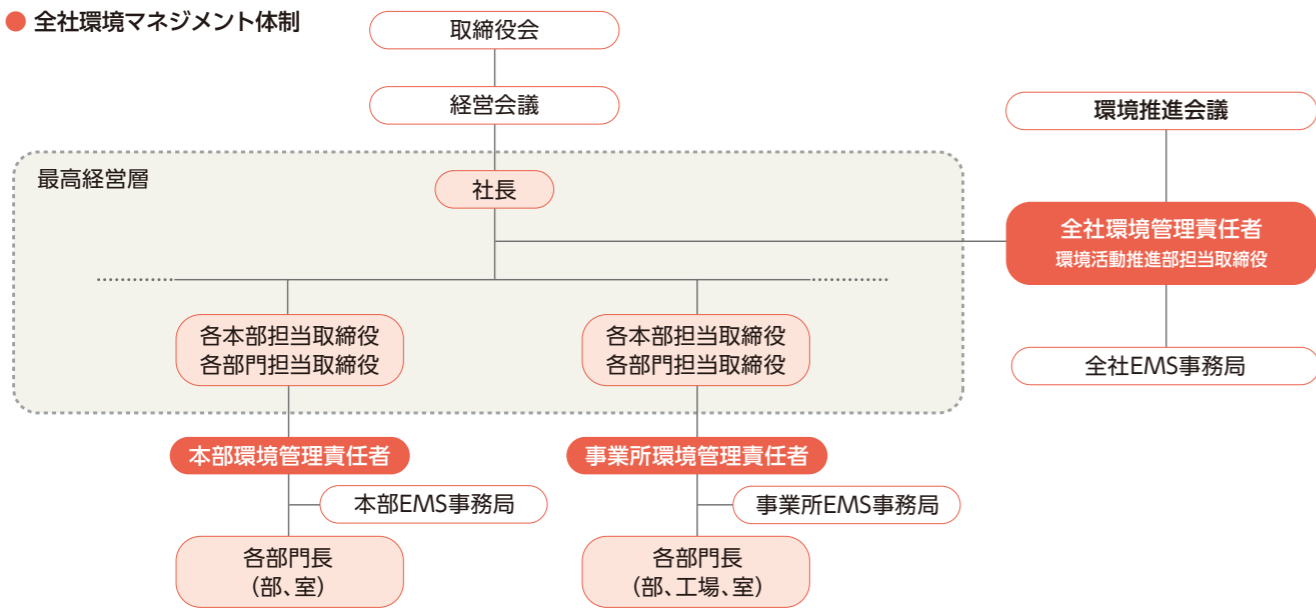 全社環境マネジメント体制
取締役会
経営会議
環境推進会議
最高経営層
社長
全社環境管理責任者
環境活動推進部担当取締役
各本部担当取締役
各部門担当取締役
各本部担当取締役
各部門担当取締役
全社EMS事務局
本部環境管理責任者
事業所環境管理責任者
本部EMS事務局
事業所EMS事務局
各部門長
(部、室)
各部門長
(部、工場、室)